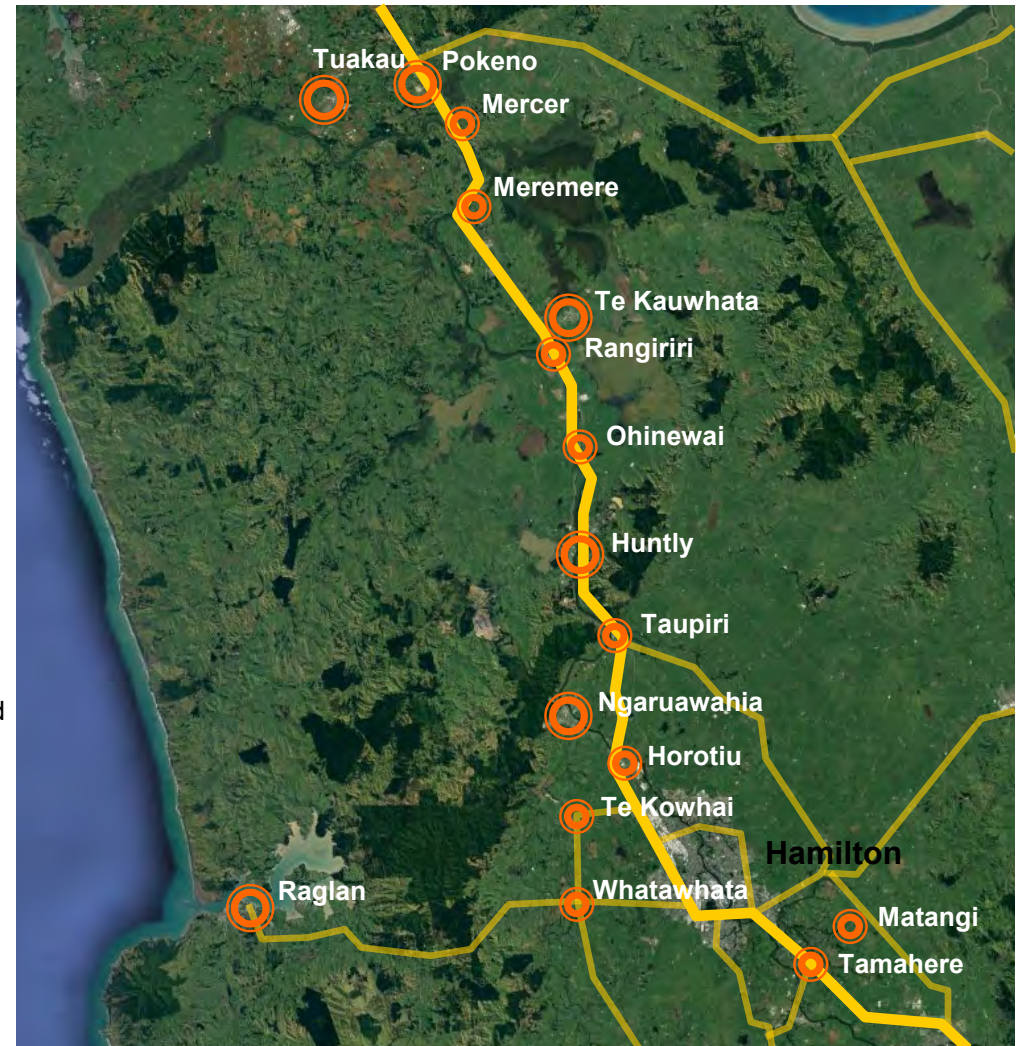 Tuakau
Pokeno
Mercer
Meremere
Te Kauwhata
Rangiriri
Ohinewai
Huntly
Taupiri
Ngaruawahia
Horotiu
Te Kowhai
Hamilton
Whatawhata
Raglan
Matangi
Tamahere